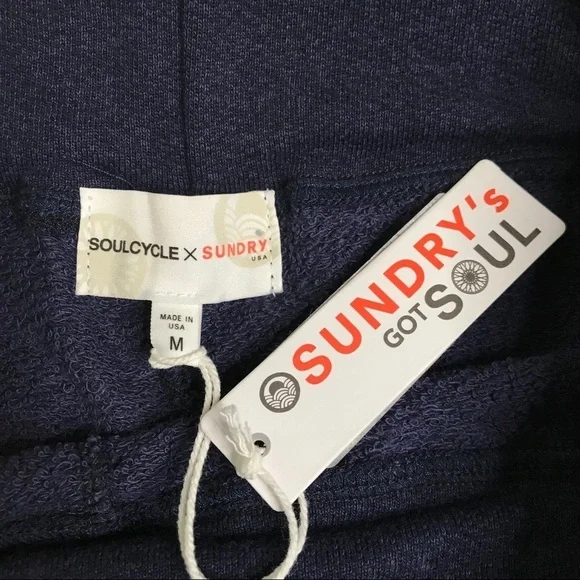 SOULCYCLE X SUNDRY
USA
MADE IN
USA
M
SUNDRY's
GOT SOUL